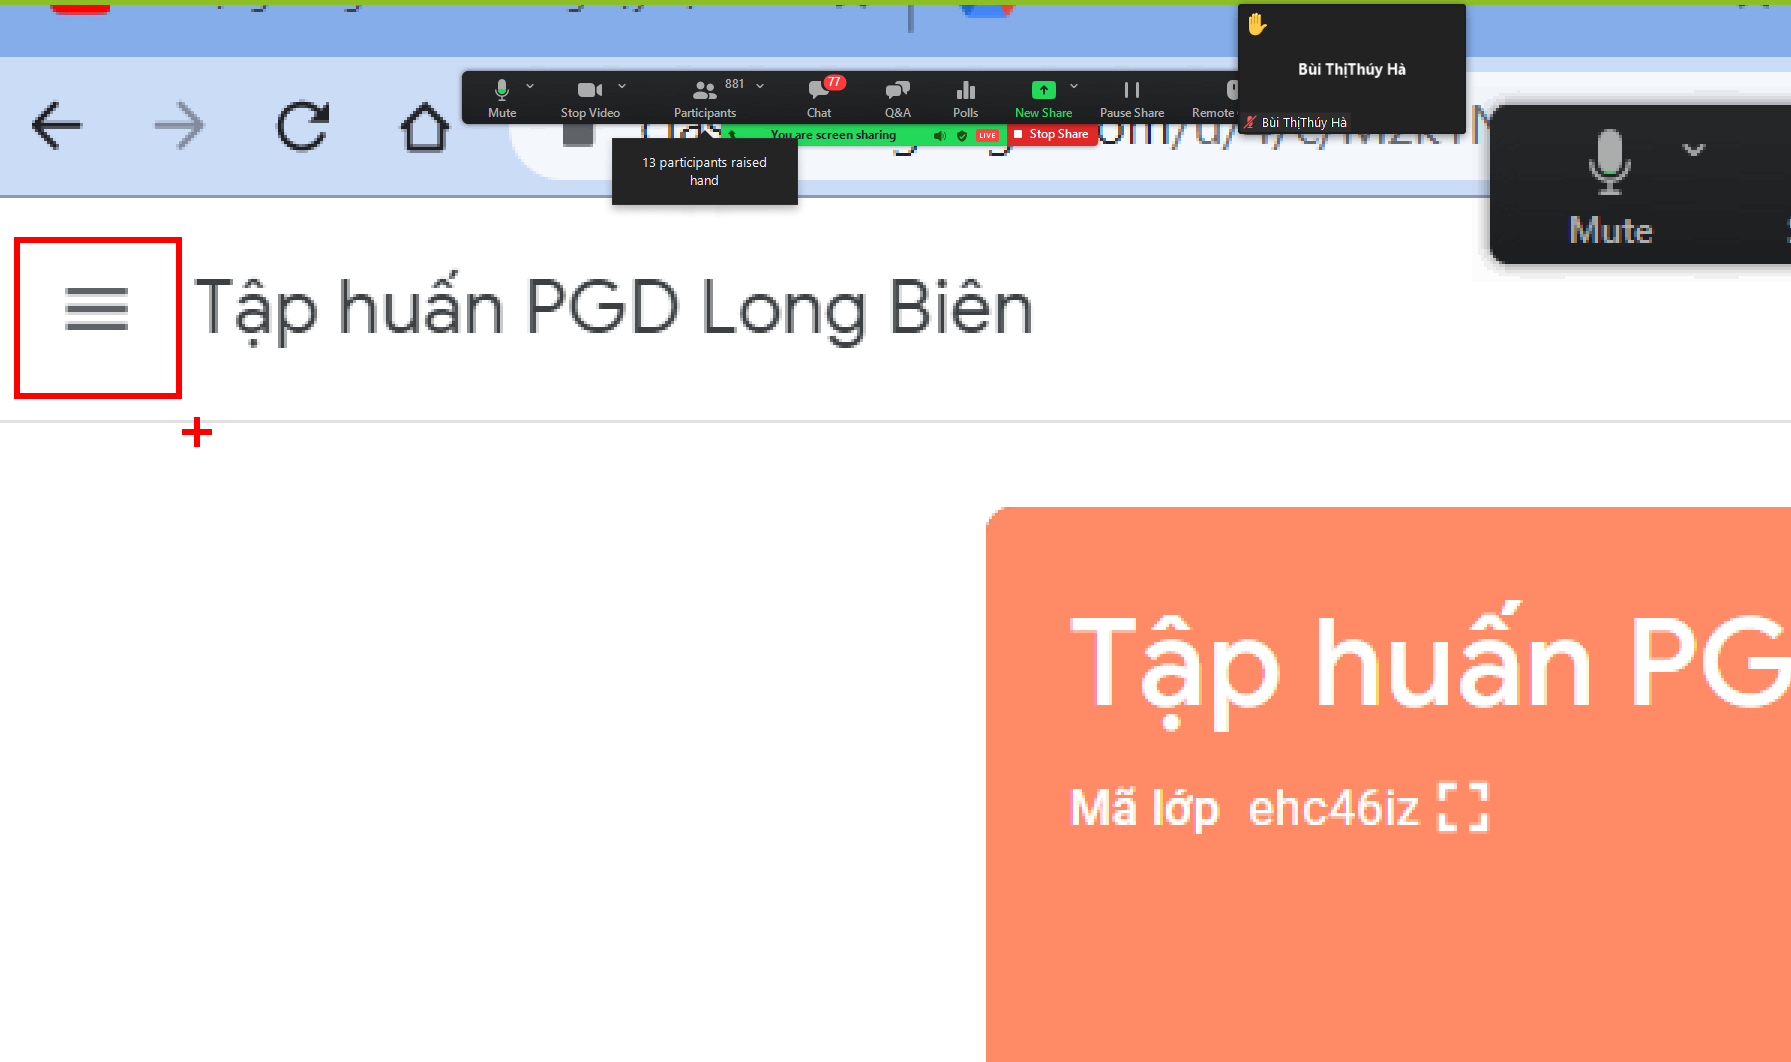 Bùi ThịThúy Hà
881
77
Mute
Stop Video
Participants
Chat
Q&A
Polls
New Share
Pause Share
Remote
Bùi ThịThúy Hà
You are screen sharing
LIVE
Stop Share
13 participants raised
hand
Mute
Tập huấn PGD Long Biên
Tập huấn PG
Mã lớp ehc46iz